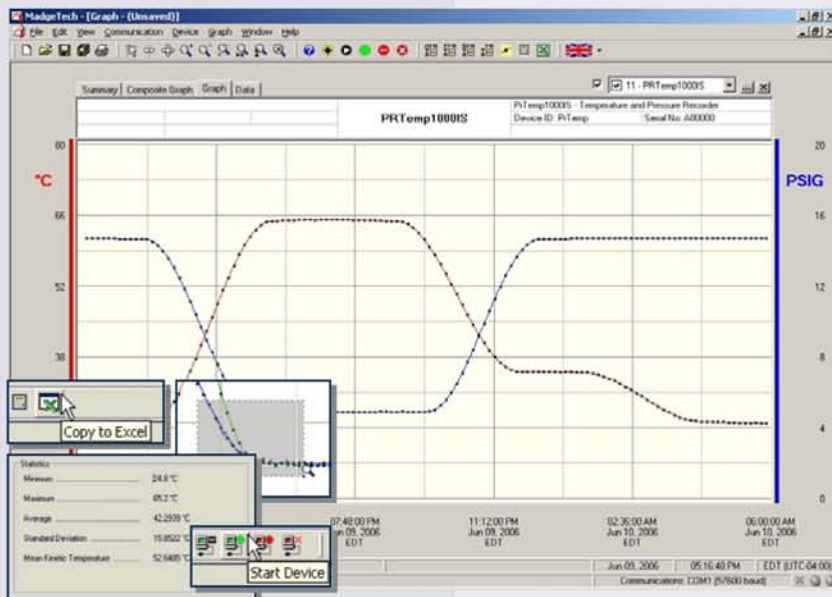 MadgeTech - [Graph - (Unsaved)]
File Edit View Communication Device Graph Window Help
Summary Composite Graph Graph Data
11 - PRTemp1000IS
PRTemp1000IS
PrTemp1000IS - Temperature and Pressure Recorder
Device ID: PrTemp Serial No: A00000
80 20
°C PSIG
66 16
52 12
38 8
4
0
Copy to Excel
Statistics
Minimum 24.8 °C
Maximum 65.2 °C
Average 42.2939 °C
Standard Deviation 15.8522 °C
Mean Kinetic Temperature 52.6485 °C
Start Device
07:48:00 PM 11:12:00 PM 02:36:00 AM 06:00:00 AM
Jun 09, 2006 Jun 09, 2006 Jun 10, 2006 Jun 10, 2006
EDT EDT EDT EDT
Jun 09, 2006 05:16:48 PM EDT (UTC-04:00)
Communications: COM1 (57600 baud)